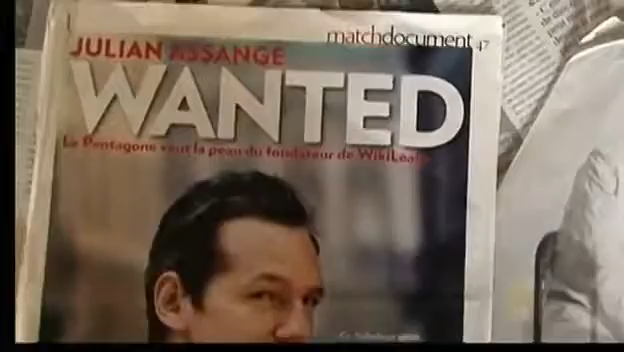 matchdocument 47
JULIAN ASSANGE
WANTED
Le Pentagone veut la peau du fondateur de WikiLeaks